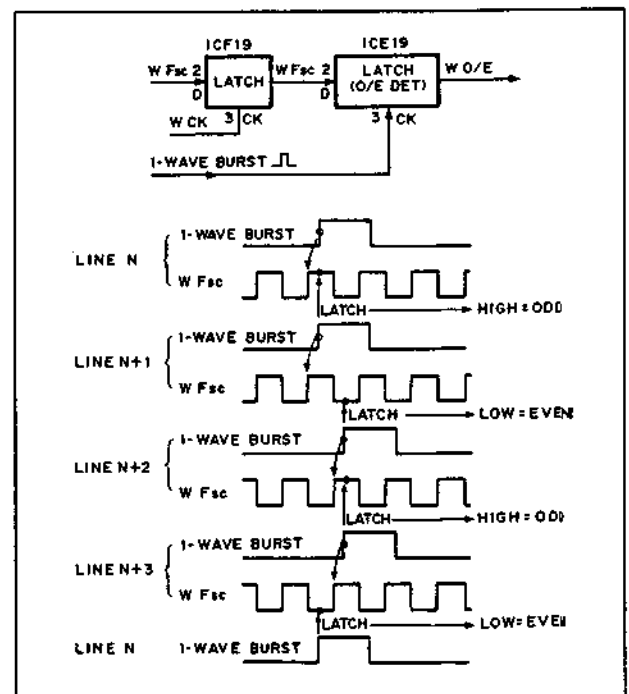 ICF19 ICE19
W Fsc 2 LATCH W Fsc 2 LATCH (O/E DET) W O/E
D D
W CK 3 CK 3 CK
1-WAVE BURST
LINE N 1-WAVE BURST
W Fsc
LATCH HIGH=ODD
LINE N+1 1-WAVE BURST
W Fsc
LATCH LOW=EVEN
LINE N+2 1-WAVE BURST
W Fsc
LATCH HIGH=ODD
LINE N+3 1-WAVE BURST
W Fsc
LATCH LOW=EVEN
LINE N 1-WAVE BURST